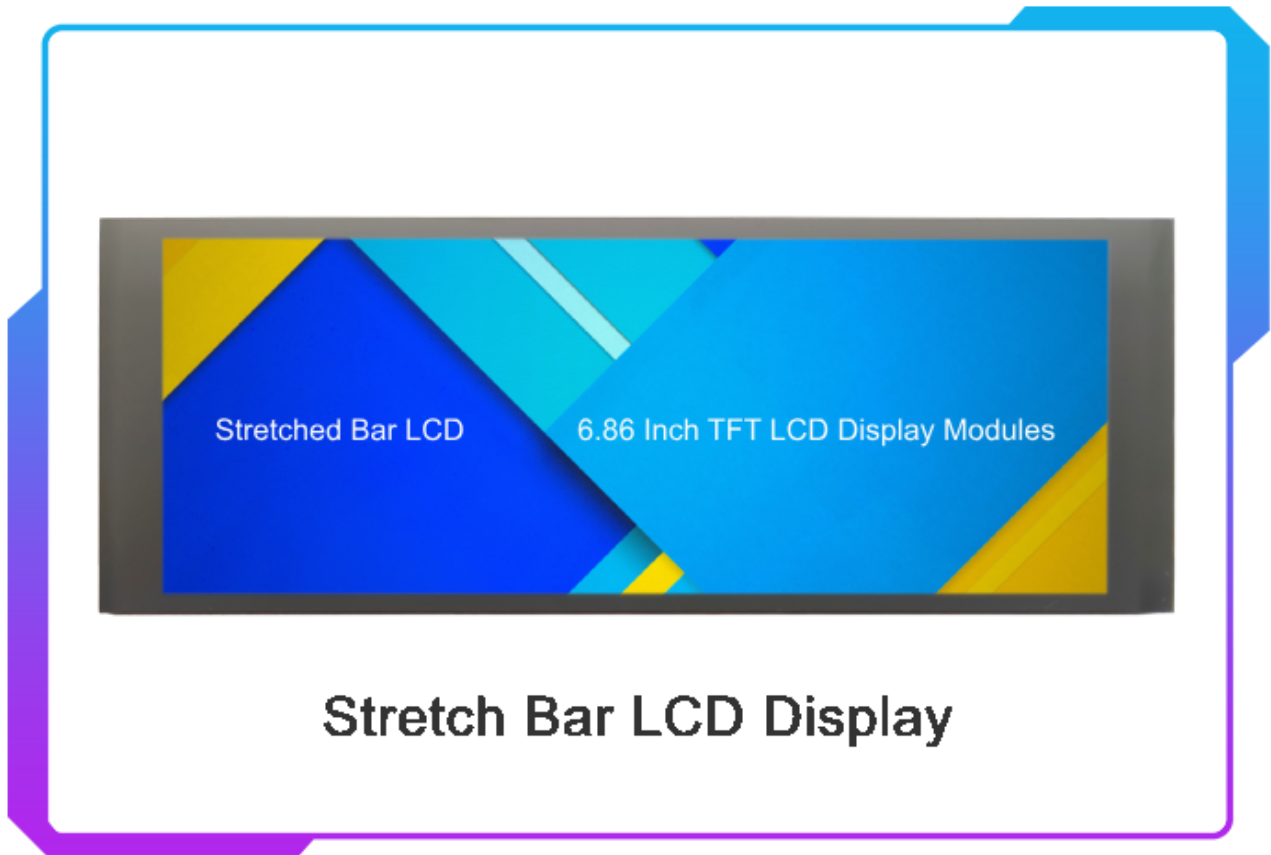 Stretched Bar LCD
6.86 Inch TFT LCD Display Modules
Stretch Bar LCD Display